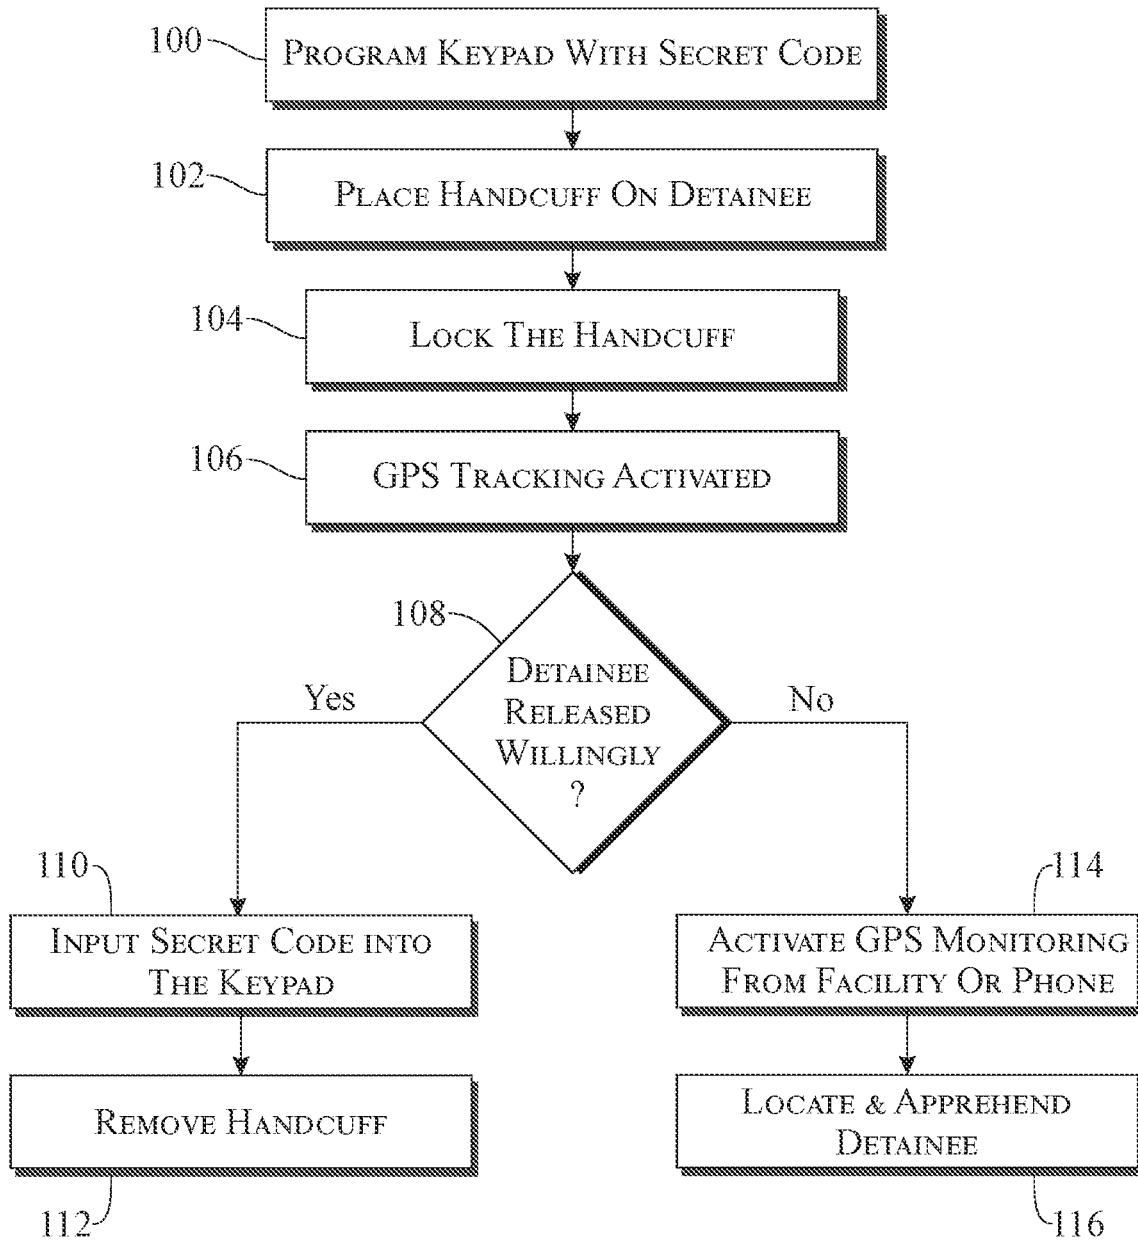 100
PROGRAM KEYPAD WITH SECRET CODE
102
PLACE HANDCUFF ON DETAINEE
104
LOCK THE HANDCUFF
106
GPS TRACKING ACTIVATED
108
DETAINEE
RELEASED
WILLINGLY
?
Yes
No
110
INPUT SECRET CODE INTO
THE KEYPAD
REMOVE HANDCUFF
112
114
ACTIVATE GPS MONITORING
FROM FACILITY OR PHONE
LOCATE & APPREHEND
DETAINEE
116